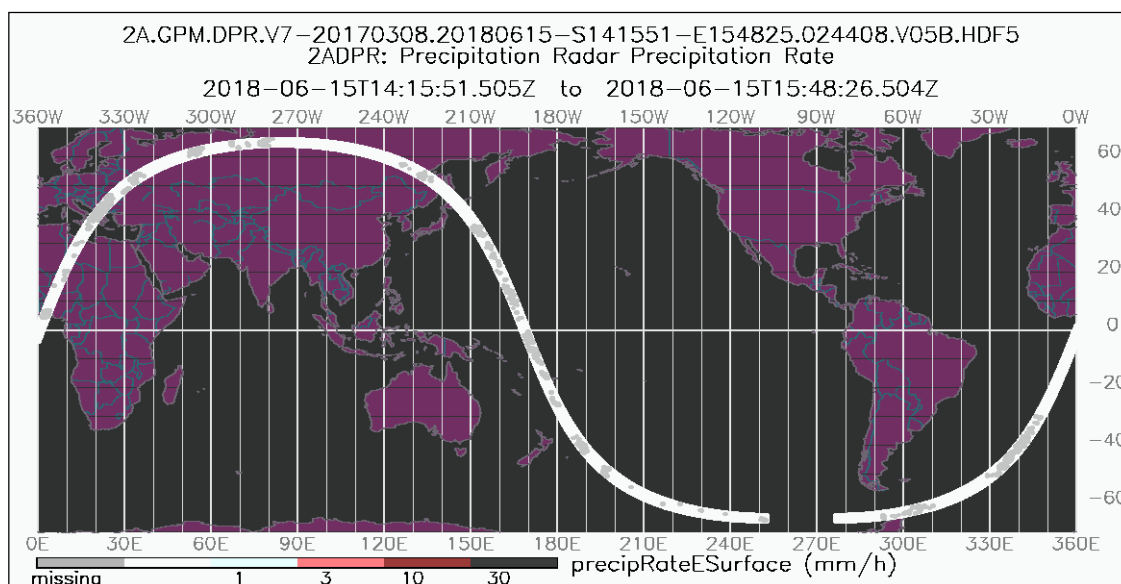 2A.GPM.DPR.V7-20170308.20180615-S141551-E154825.024408.V05B.HDF5
2ADPR: Precipitation Radar Precipitation Rate
2018-06-15T14:15:51.505Z to 2018-06-15T15:48:26.504Z
360W 330W 300W 270W 240W 210W 180W 150W 120W 90W 60W 30W 0W
60
40
20
0
-20
-40
-60
0E 30E 60E 90E 120E 150E 180E 210E 240E 270E 300E 330E 360E
missing 1 3 10 30 precipRateESurface (mm/h)